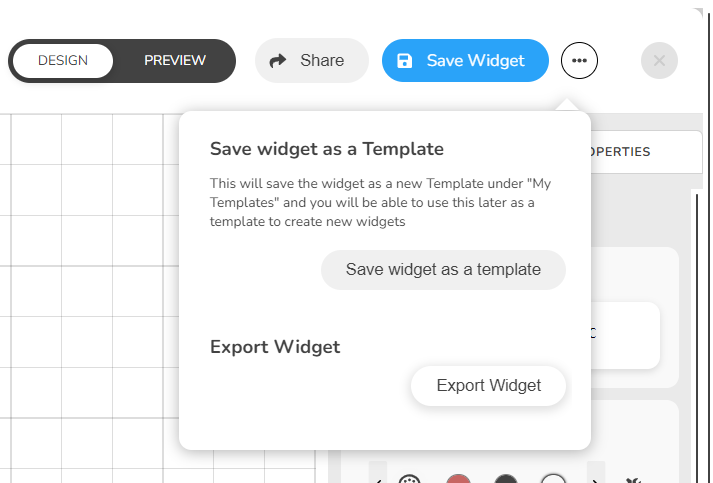 DESIGN
PREVIEW
Share
Save Widget
Save widget as a Template
This will save the widget as a new Template under "My
Templates" and you will be able to use this later as a
template to create new widgets
Save widget as a template
Export Widget
Export Widget